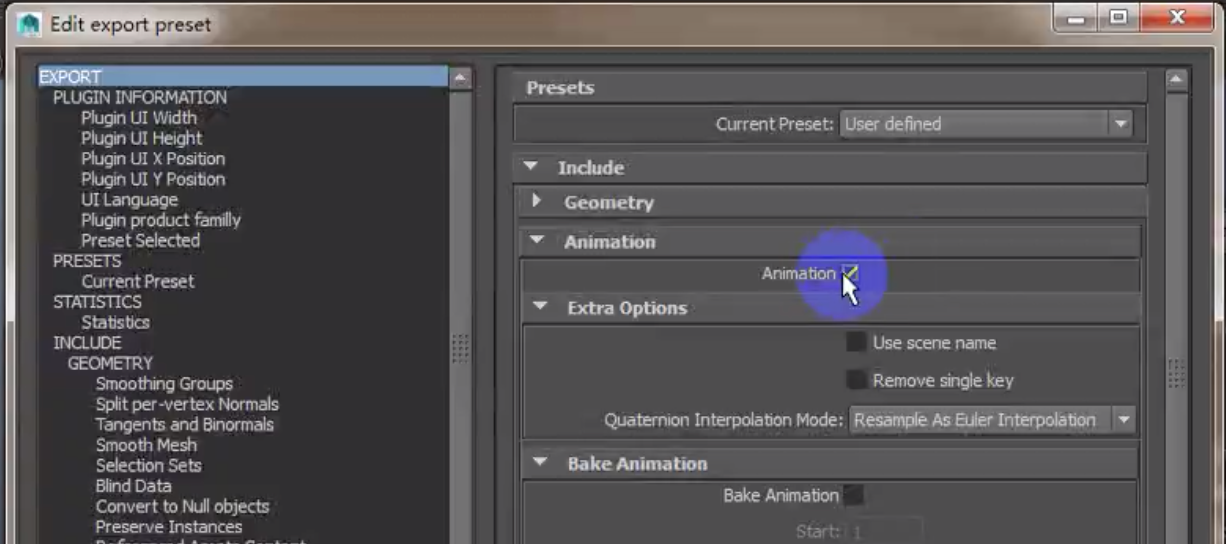 Edit export preset
EXPORT
PLUGIN INFORMATION
Plugin UI Width
Plugin UI Height
Plugin UI X Position
Plugin UI Y Position
UI Language
Plugin product familly
Preset Selected
PRESETS
Current Preset
STATISTICS
Statistics
INCLUDE
GEOMETRY
Smoothing Groups
Split per-vertex Normals
Tangents and Binormals
Smooth Mesh
Selection Sets
Blind Data
Convert to Null objects
Preserve Instances
Presets
Current Preset: User defined
Include
Geometry
Animation
Animation
Extra Options
Use scene name
Remove single key
Quaternion Interpolation Mode: Resample As Euler Interpolation
Bake Animation
Bake Animation
Start: 1